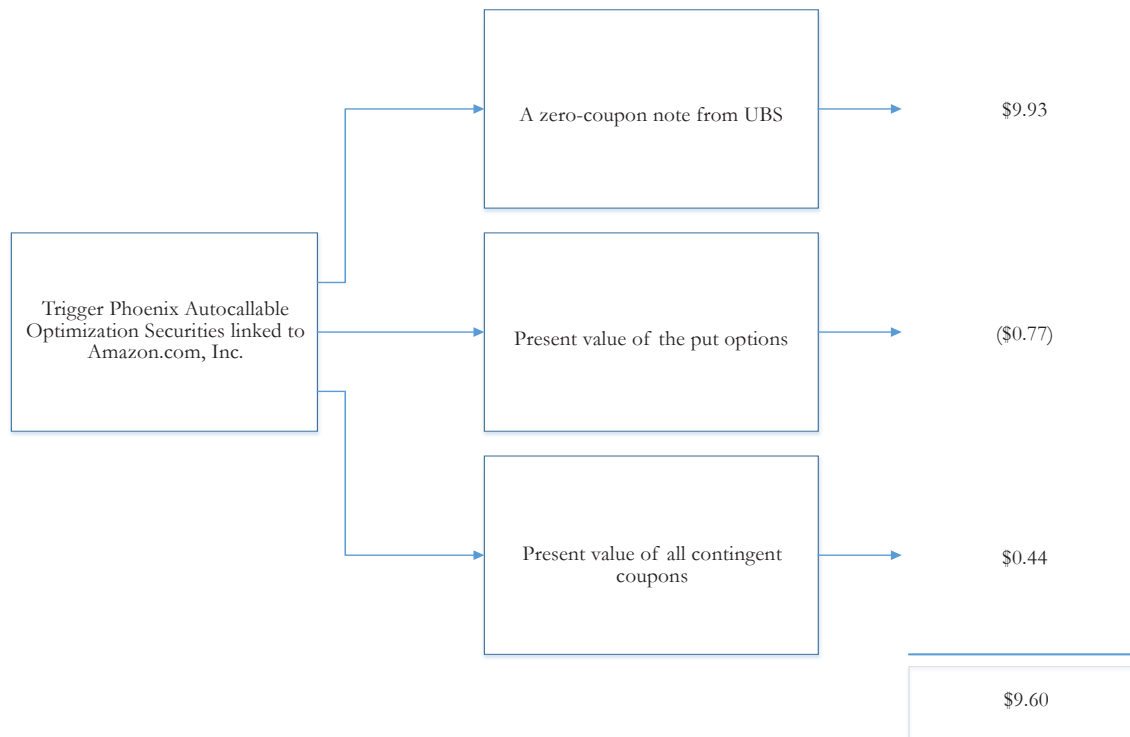 A zero-coupon note from UBS
$9.93
Trigger Phoenix Autocallable
Optimization Securities linked to
Amazon.com, Inc.
Present value of the put options
($0.77)
Present value of all contingent
coupons
$0.44
$9.60